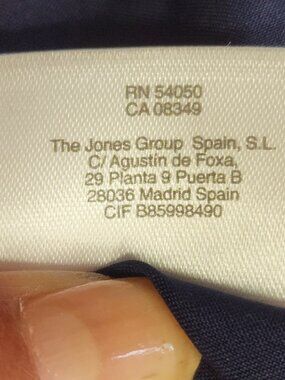 RN 54050
CA 08349
The Jones Group Spain, S.L.
C/ Agustin de Foxa,
29 Planta 9 Puerta B
28036 Madrid Spain
CIF B85998490